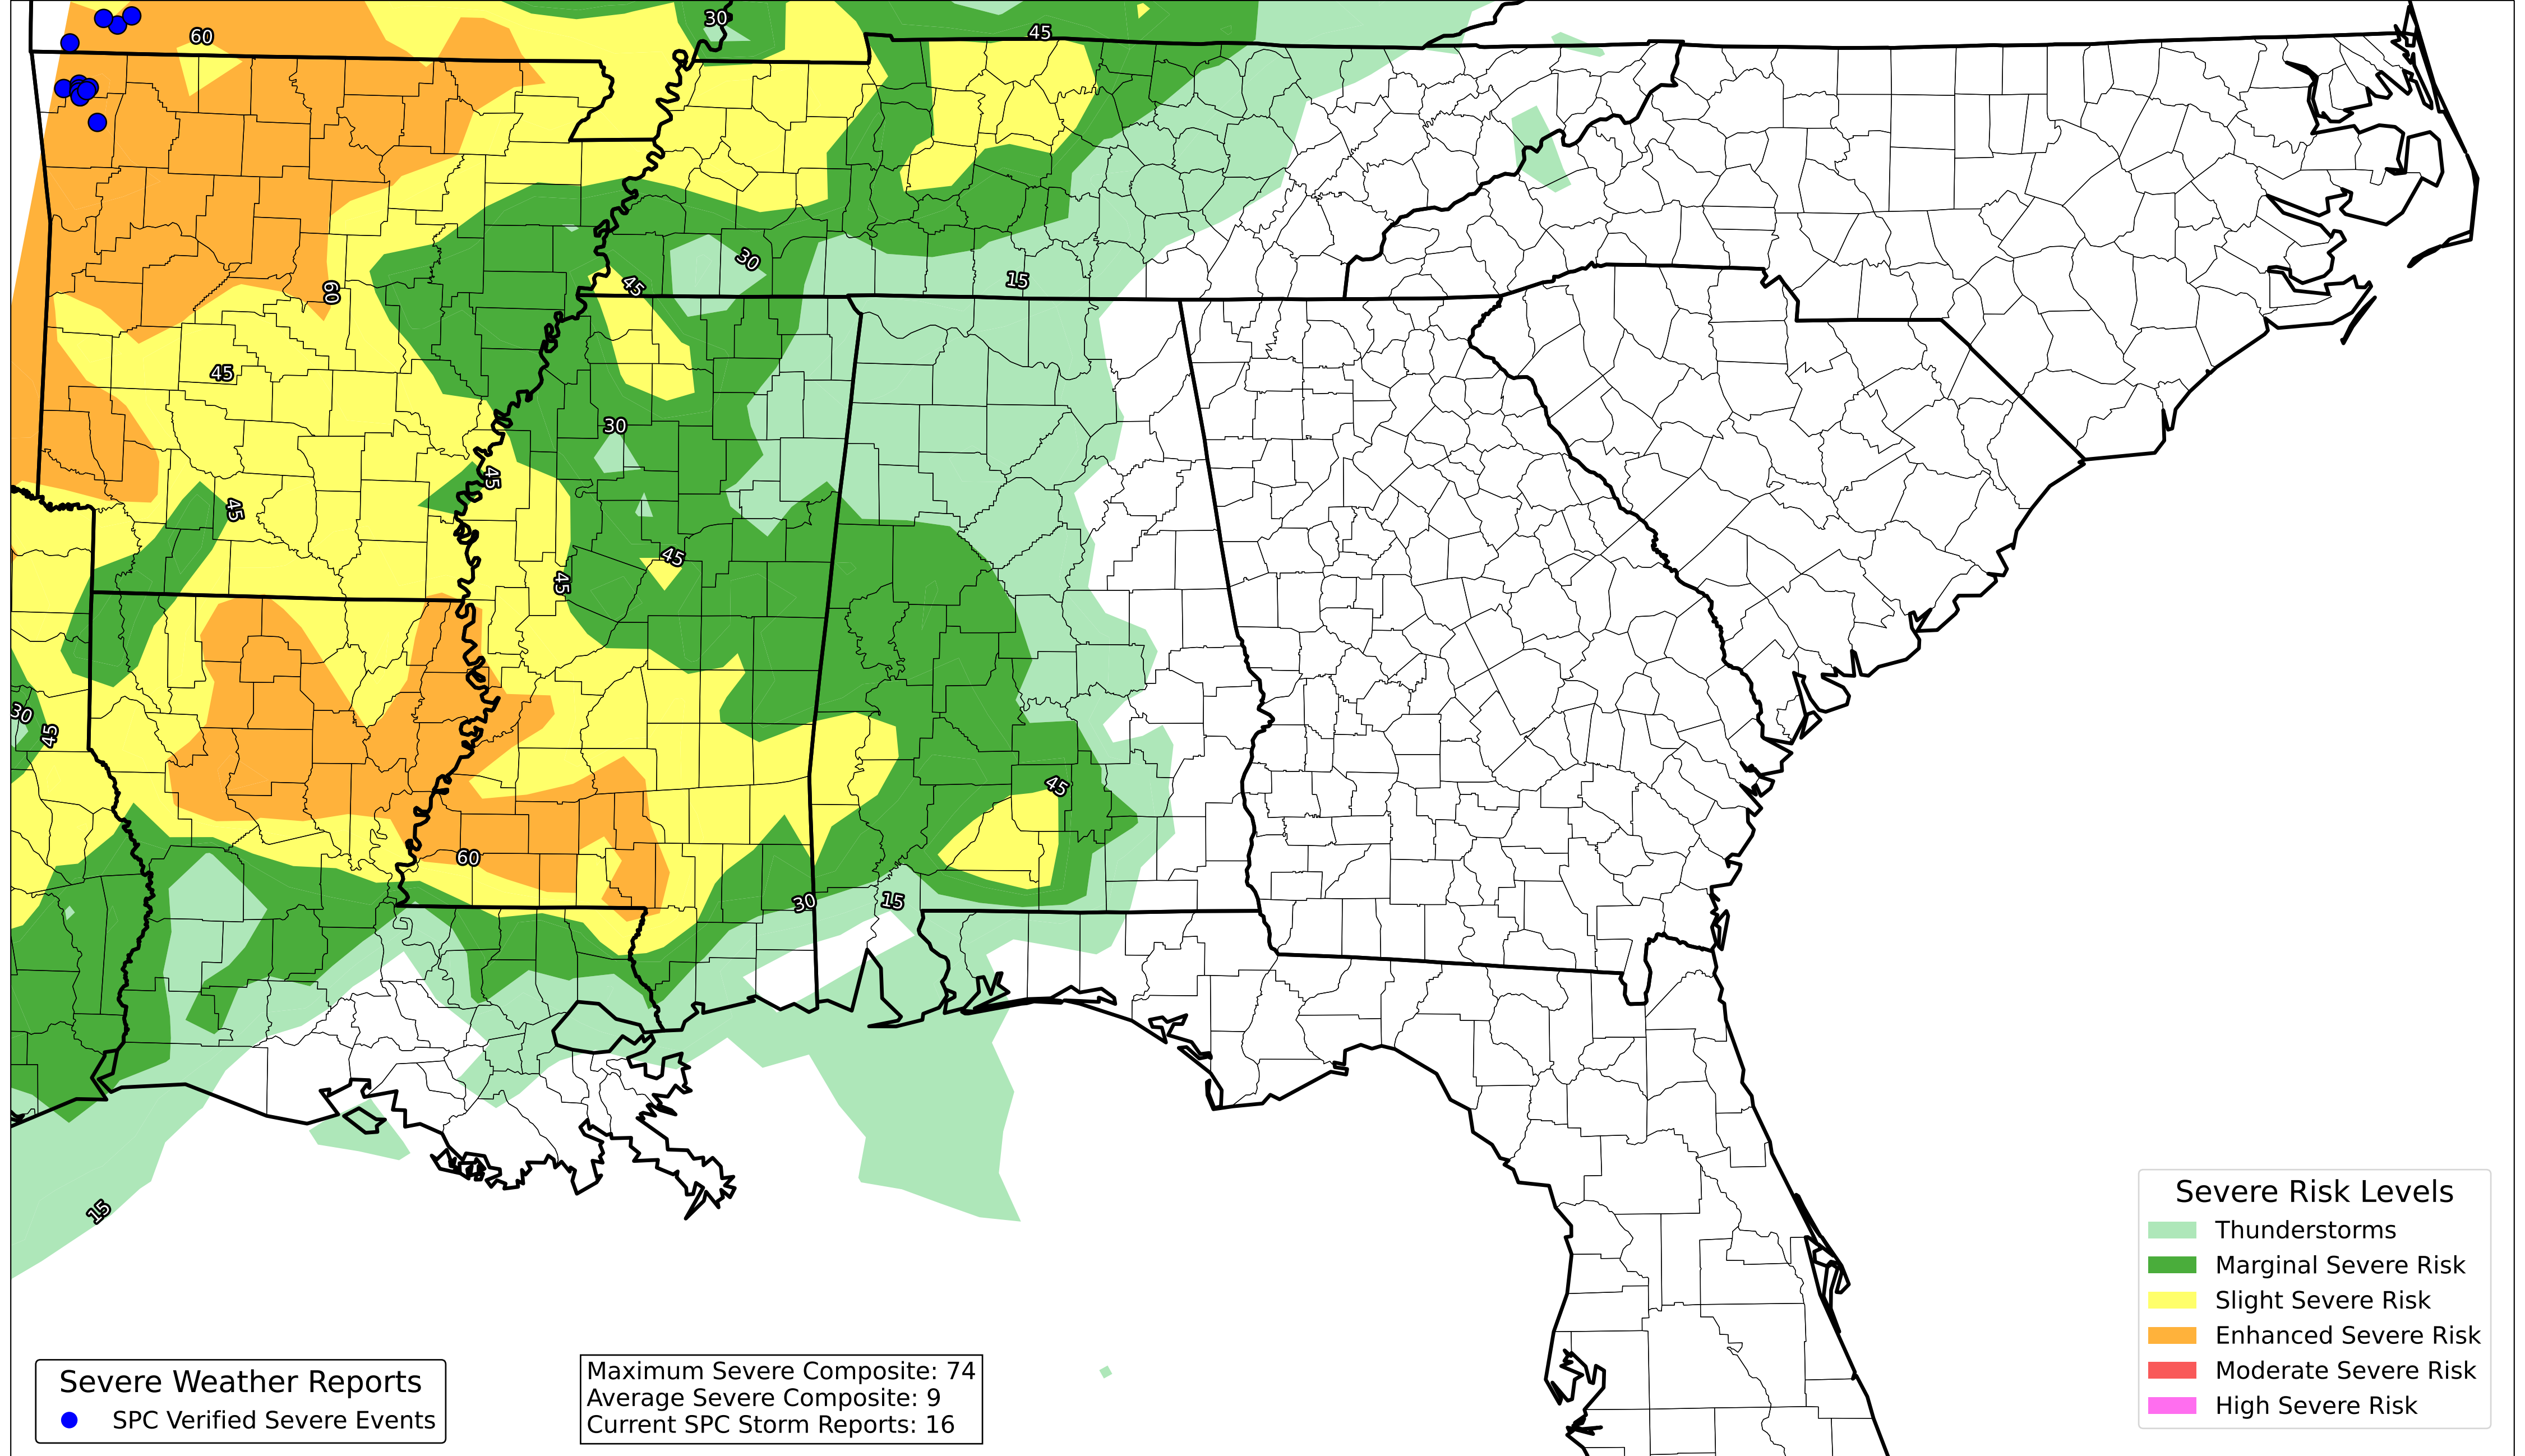 30
45
60
60
45
30
45
15
45
30
45
45
45
45
30
45
45
60
30
15
15
Severe Risk Levels
Thunderstorms
Marginal Severe Risk
Slight Severe Risk
Enhanced Severe Risk
Moderate Severe Risk
High Severe Risk
Severe Weather Reports
SPC Verified Severe Events
Maximum Severe Composite: 74
Average Severe Composite: 9
Current SPC Storm Reports: 16